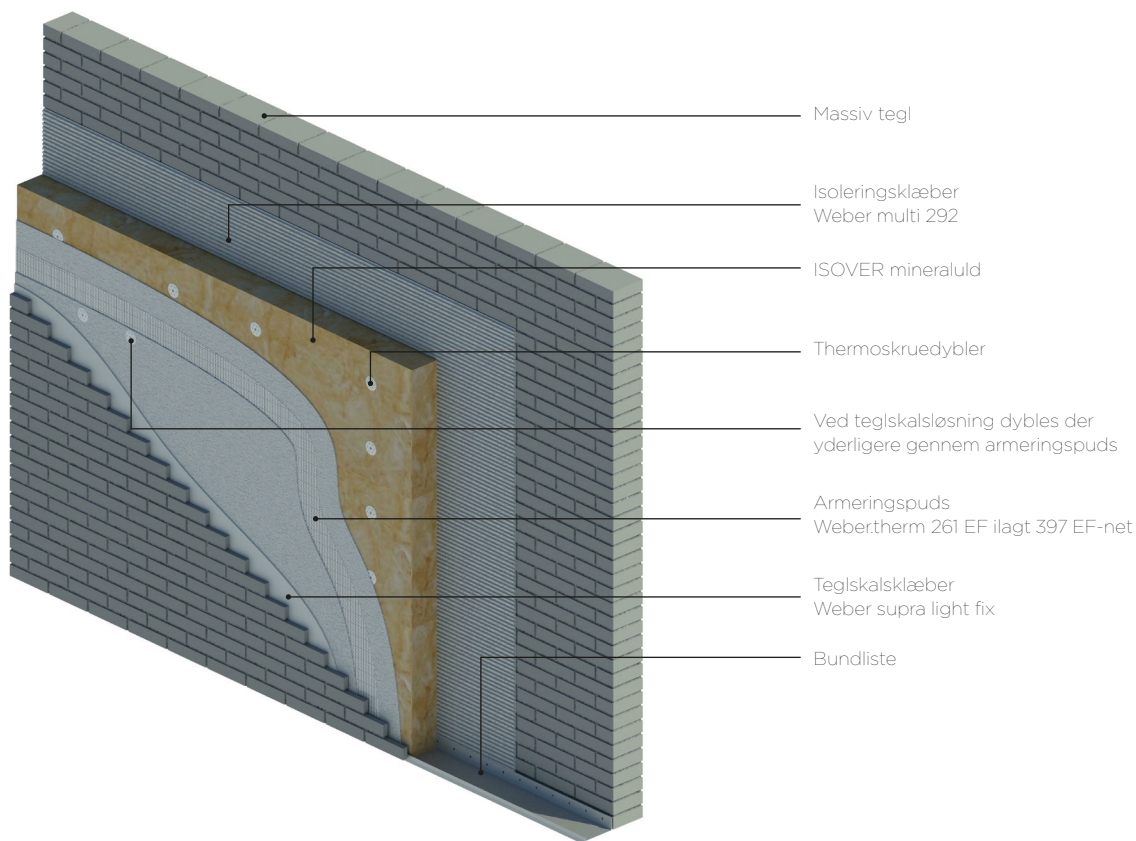 Massiv tegl
Isoleringsklæber
Weber multi 292
ISOVER mineraluld
Thermoskruedybler
Ved teglskalsløsning dybles der
yderligere gennem armeringspuds
Armeringspuds
Weber.therm 261 EF ilagt 397 EF-net
Teglskalsklæber
Weber supra light fix
Bundliste